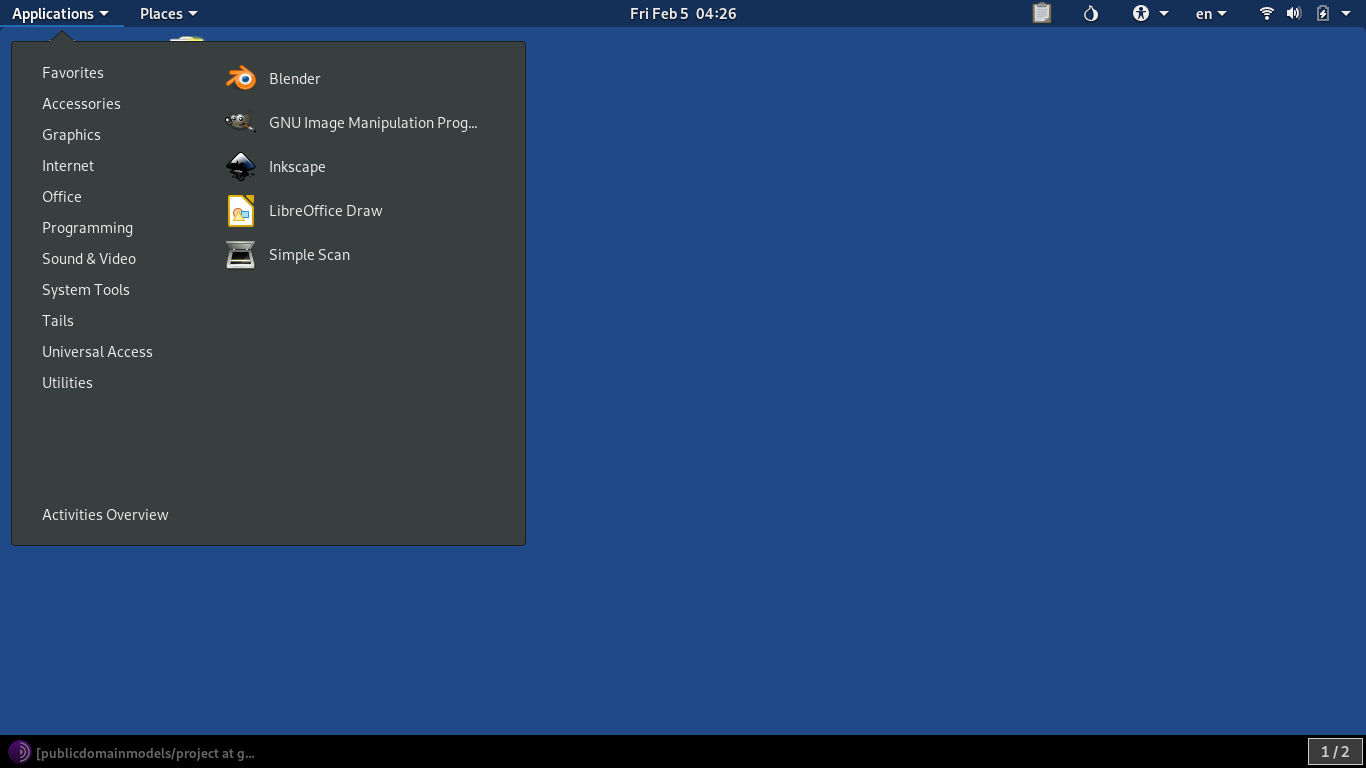 Applications Places Fri Feb 5 04:26 en
Favorites
Accessories
Graphics
Internet
Office
Programming
Sound & Video
System Tools
Tails
Universal Access
Utilities
Activities Overview
Blender
GNU Image Manipulation Prog...
Inkscape
LibreOffice Draw
Simple Scan
[publicdomainmodels/project at g... 1 / 2